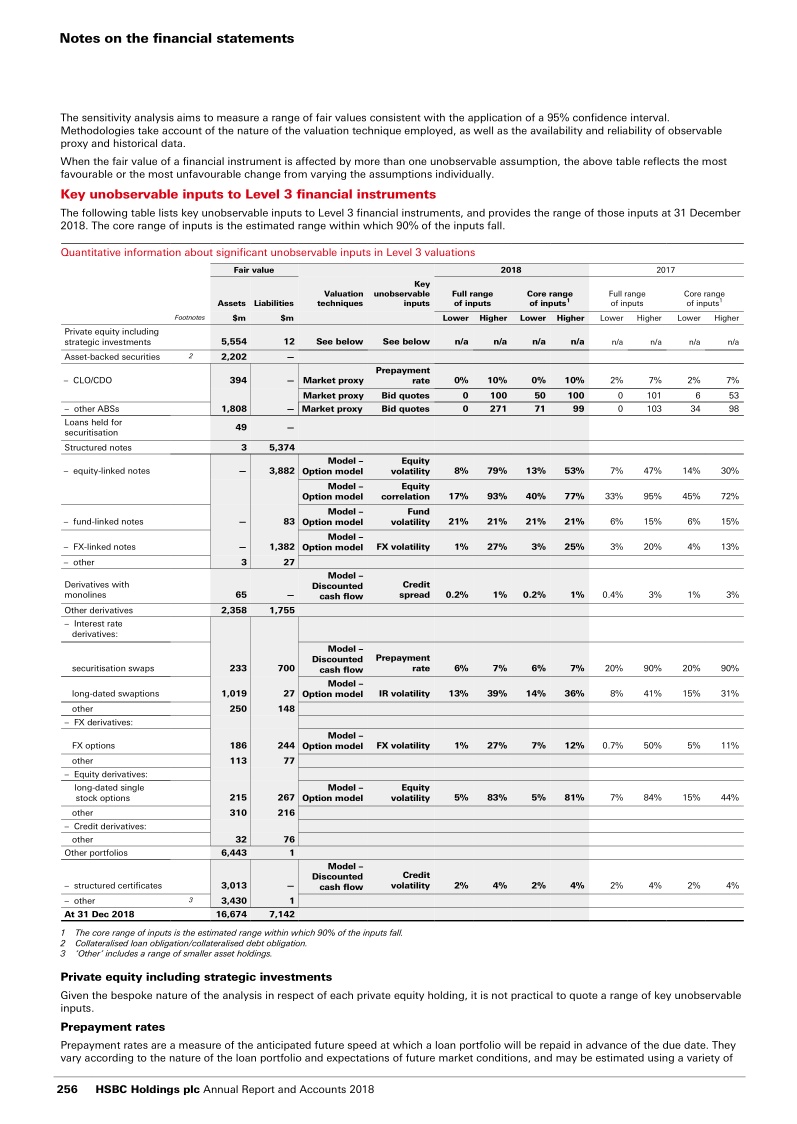 Notes on the financial statements
The sensitivity analysis aims to measure a range of fair values consistent with the application of a 95% confidence interval.
Methodologies take account of the nature of the valuation technique employed, as well as the availability and reliability of observable
proxy and historical data.
When the fair value of a financial instrument is affected by more than one unobservable assumption, the above table reflects the most
favourable or the most unfavourable change from varying the assumptions individually.
Key unobservable inputs to Level 3 financial instruments
The following table lists key unobservable inputs to Level 3 financial instruments, and provides the range of those inputs at 31 December
2018. The core range of inputs is the estimated range within which 90% of the inputs fall.
Quantitative information about significant unobservable inputs in Level 3 valuations
Fair value 2018 2017
Key
Valuation unobservable Full range Core range Full range Core range
Assets Liabilities techniques inputs of inputs of inputs1 of inputs of inputs1
Footnotes $m $m Lower Higher Lower Higher Lower Higher Lower Higher
Private equity including
strategic investments 5,554 12 See below See below n/a n/a n/a n/a n/a n/a n/a n/a
Asset-backed securities 2 2,202 —
Prepayment
– CLO/CDO 394 — Market proxy rate 0% 10% 0% 10% 2% 7% 2% 7%
Market proxy Bid quotes 0 100 50 100 0 101 6 53
– other ABSs 1,808 — Market proxy Bid quotes 0 271 71 99 0 103 34 98
Loans held for
securitisation 49 —
Structured notes 3 5,374
Model – Equity
– equity-linked notes — 3,882 Option model volatility 8% 79% 13% 53% 7% 47% 14% 30%
Model – Equity
Option model correlation 17% 93% 40% 77% 33% 95% 45% 72%
Model – Fund
– fund-linked notes — 83 Option model volatility 21% 21% 21% 21% 6% 15% 6% 15%
Model –
– FX-linked notes — 1,382 Option model FX volatility 1% 27% 3% 25% 3% 20% 4% 13%
– other 3 27
Model –
Derivatives with Discounted Credit
monolines 65 — cash flow spread 0.2% 1% 0.2% 1% 0.4% 3% 1% 3%
Other derivatives 2,358 1,755
– Interest rate
derivatives:
Model –
Discounted Prepayment
securitisation swaps 233 700 cash flow rate 6% 7% 6% 7% 20% 90% 20% 90%
Model –
long-dated swaptions 1,019 27 Option model IR volatility 13% 39% 14% 36% 8% 41% 15% 31%
other 250 148
– FX derivatives:
Model –
FX options 186 244 Option model FX volatility 1% 27% 7% 12% 0.7% 50% 5% 11%
other 113 77
– Equity derivatives:
long-dated single Model – Equity
stock options 215 267 Option model volatility 5% 83% 5% 81% 7% 84% 15% 44%
other 310 216
– Credit derivatives:
other 32 76
Other portfolios 6,443 1
Model –
Discounted Credit
– structured certificates 3,013 — cash flow volatility 2% 4% 2% 4% 2% 4% 2% 4%
– other 3 3,430 1
At 31 Dec 2018 16,674 7,142
1 The core range of inputs is the estimated range within which 90% of the inputs fall.
2 Collateralised loan obligation/collateralised debt obligation.
3 ‘Other’ includes a range of smaller asset holdings.
Private equity including strategic investments
Given the bespoke nature of the analysis in respect of each private equity holding, it is not practical to quote a range of key unobservable
inputs.
Prepayment rates
Prepayment rates are a measure of the anticipated future speed at which a loan portfolio will be repaid in advance of the due date. They
vary according to the nature of the loan portfolio and expectations of future market conditions, and may be estimated using a variety of
256 HSBC Holdings plc Annual Report and Accounts 2018